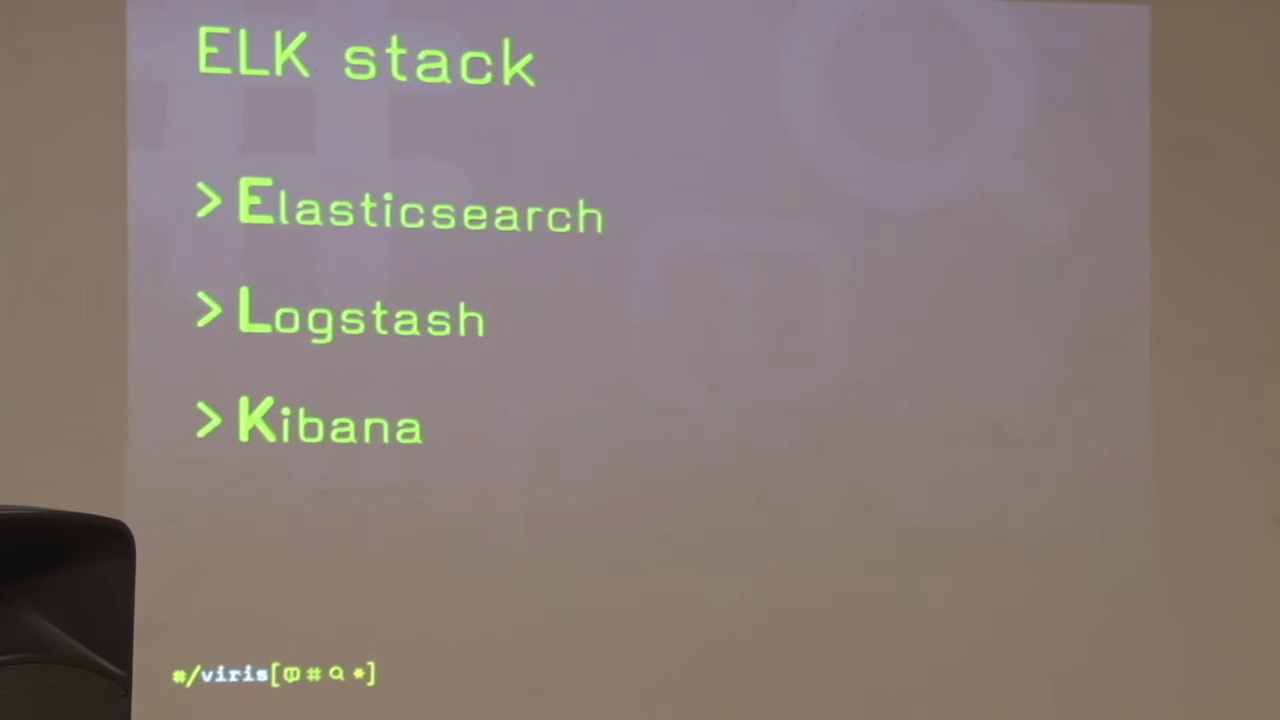 ELK stack
> Elasticsearch
> Logstash
> Kibana
#/viris[